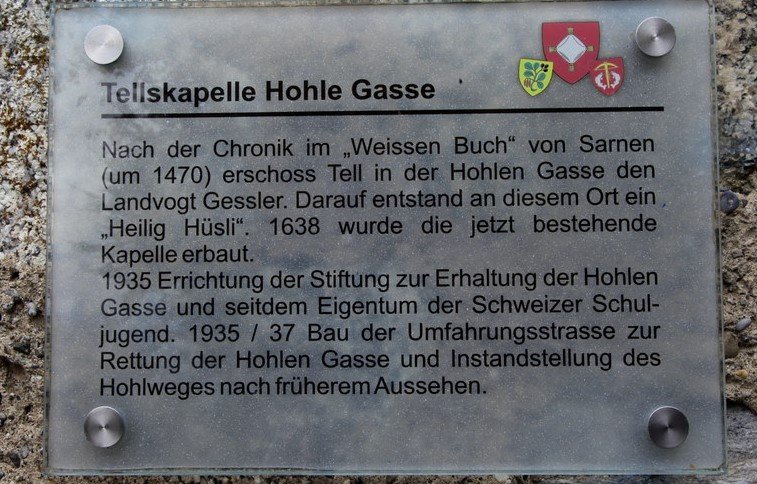 Tellskapelle Hohle Gasse
Nach der Chronik im „Weissen Buch“ von Sarnen
(um 1470) erschoss Tell in der Hohlen Gasse den
Landvogt Gessler. Darauf entstand an diesem Ort ein
„Heilig Hüsli“. 1638 wurde die jetzt bestehende
Kapelle erbaut.
1935 Errichtung der Stiftung zur Erhaltung der Hohlen
Gasse und seitdem Eigentum der Schweizer Schul-
jugend. 1935 / 37 Bau der Umfahrungsstrasse zur
Rettung der Hohlen Gasse und Instandstellung des
Hohlweges nach früherem Aussehen.